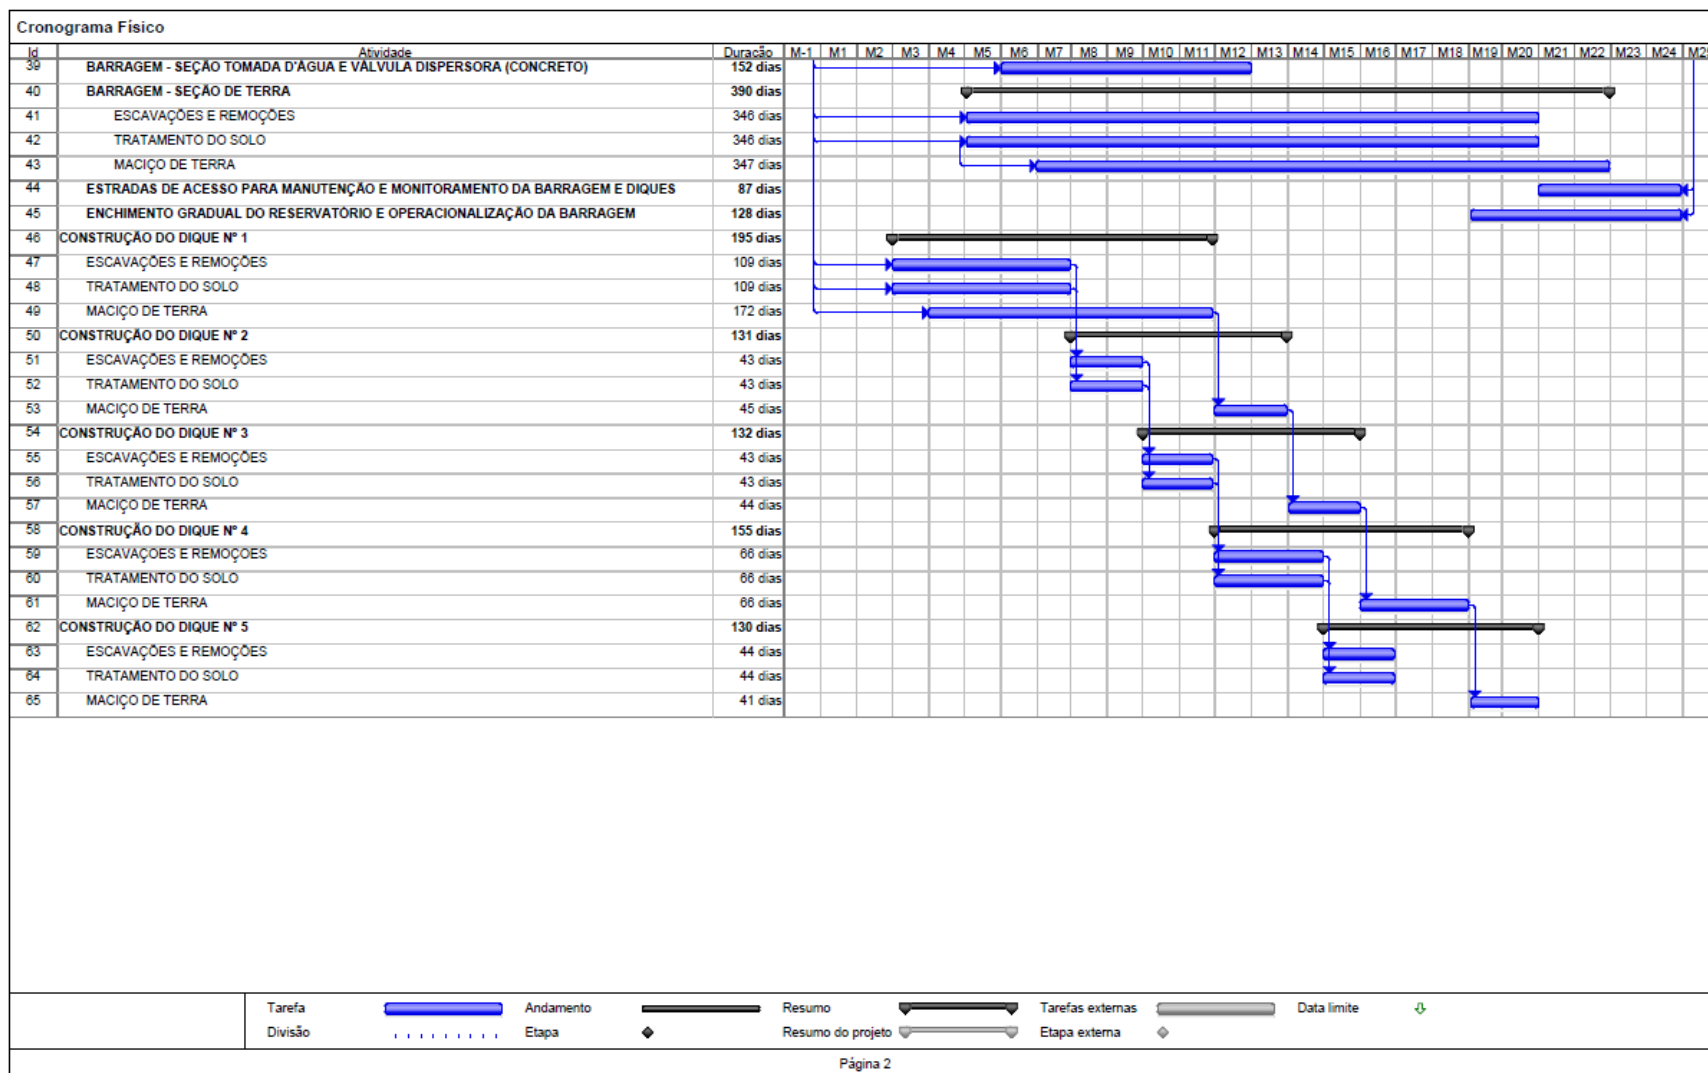 Cronograma Físico
Id Atividade Duração M-1 M1 M2 M3 M4 M5 M6 M7 M8 M9 M10 M11 M12 M13 M14 M15 M16 M17 M18 M19 M20 M21 M22 M23 M24 M25
39 BARRAGEM - SEÇÃO TOMADA D'ÁGUA E VÁLVULA DISPERSORA (CONCRETO) 152 dias
40 BARRAGEM - SEÇÃO DE TERRA 390 dias
41 ESCAVAÇÕES E REMOÇÕES 346 dias
42 TRATAMENTO DO SOLO 346 dias
43 MACIÇO DE TERRA 347 dias
44 ESTRADAS DE ACESSO PARA MANUTENÇÃO E MONITORAMENTO DA BARRAGEM E DIQUES 87 dias
45 ENCHIMENTO GRADUAL DO RESERVATÓRIO E OPERACIONALIZAÇÃO DA BARRAGEM 128 dias
46 CONSTRUÇÃO DO DIQUE Nº 1 195 dias
47 ESCAVAÇÕES E REMOÇÕES 109 dias
48 TRATAMENTO DO SOLO 109 dias
49 MACIÇO DE TERRA 172 dias
50 CONSTRUÇÃO DO DIQUE Nº 2 131 dias
51 ESCAVAÇÕES E REMOÇÕES 43 dias
52 TRATAMENTO DO SOLO 43 dias
53 MACIÇO DE TERRA 45 dias
54 CONSTRUÇÃO DO DIQUE Nº 3 132 dias
55 ESCAVAÇÕES E REMOÇÕES 43 dias
56 TRATAMENTO DO SOLO 43 dias
57 MACIÇO DE TERRA 44 dias
58 CONSTRUÇÃO DO DIQUE Nº 4 155 dias
59 ESCAVAÇÕES E REMOÇÕES 66 dias
60 TRATAMENTO DO SOLO 66 dias
61 MACIÇO DE TERRA 66 dias
62 CONSTRUÇÃO DO DIQUE Nº 5 130 dias
63 ESCAVAÇÕES E REMOÇÕES 44 dias
64 TRATAMENTO DO SOLO 44 dias
65 MACIÇO DE TERRA 41 dias
Tarefa Andamento Resumo Tarefas externas Data limite
Divisão Etapa Resumo do projeto Etapa externa
Página 2